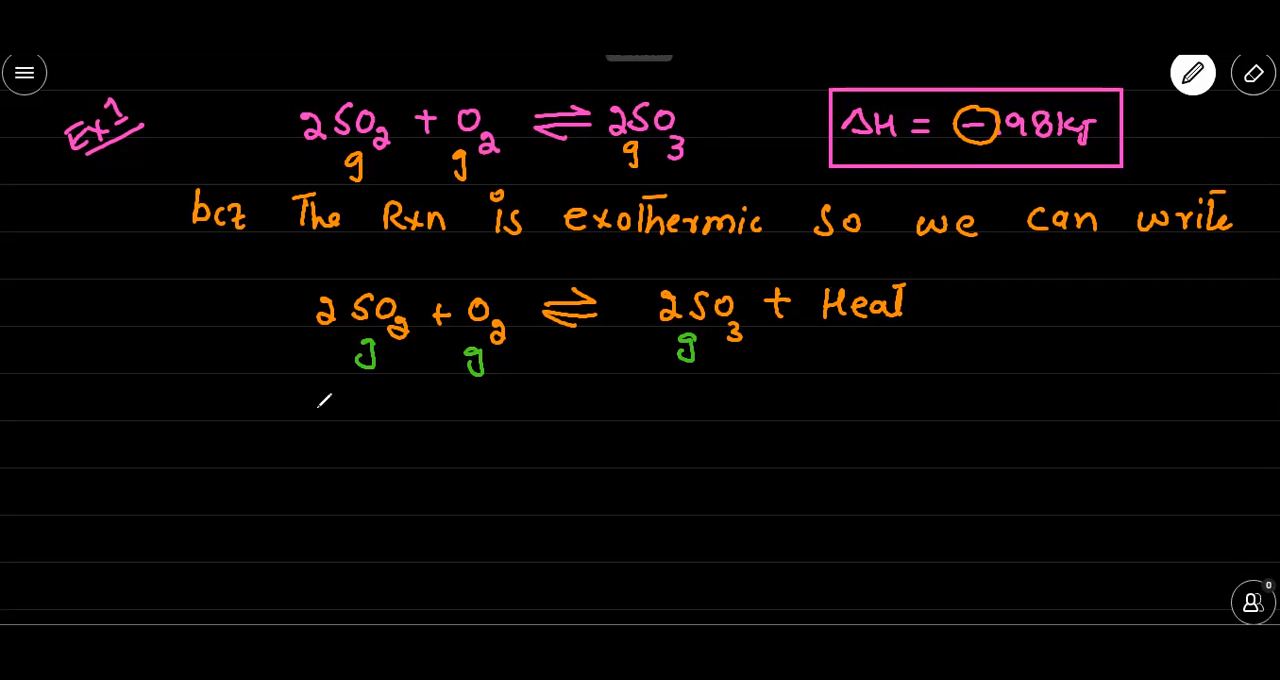 Ex 1 2SO2 + O2 ⇌ 2SO3 ΔH = -98kJ
g g g
bcz The Rxn is exothermic so we can write
2SO2 + O2 ⇌ 2SO3 + Heat
g g g
0